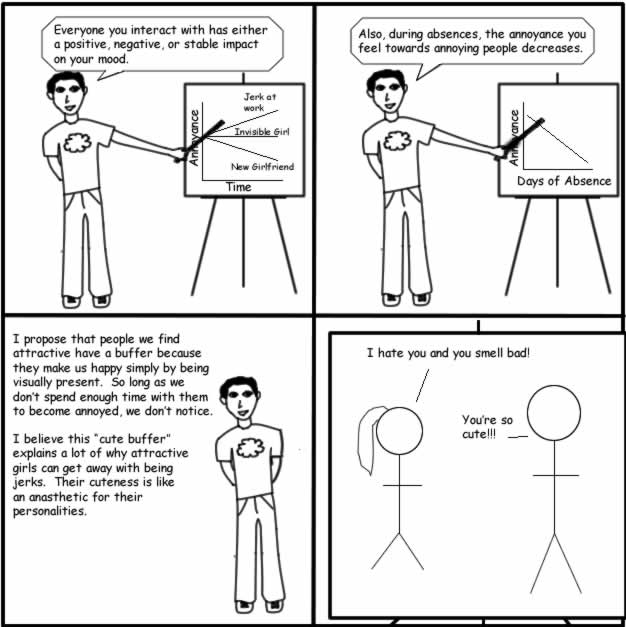 Everyone you interact with has either
a positive, negative, or stable impact
on your mood.
Jerk at
work
Invisible Girl
New Girlfriend
Annoyance
Time
Also, during absences, the annoyance you
feel towards annoying people decreases.
Annoyance
Days of Absence
I propose that people we find
attractive have a buffer because
they make us happy simply by being
visually present. So long as we
don't spend enough time with them
to become annoyed, we don't notice.
I believe this "cute buffer"
explains a lot of why attractive
girls can get away with being
jerks. Their cuteness is like
an anasthetic for their
personalities.
I hate you and you smell bad!
You're so
cute!!!